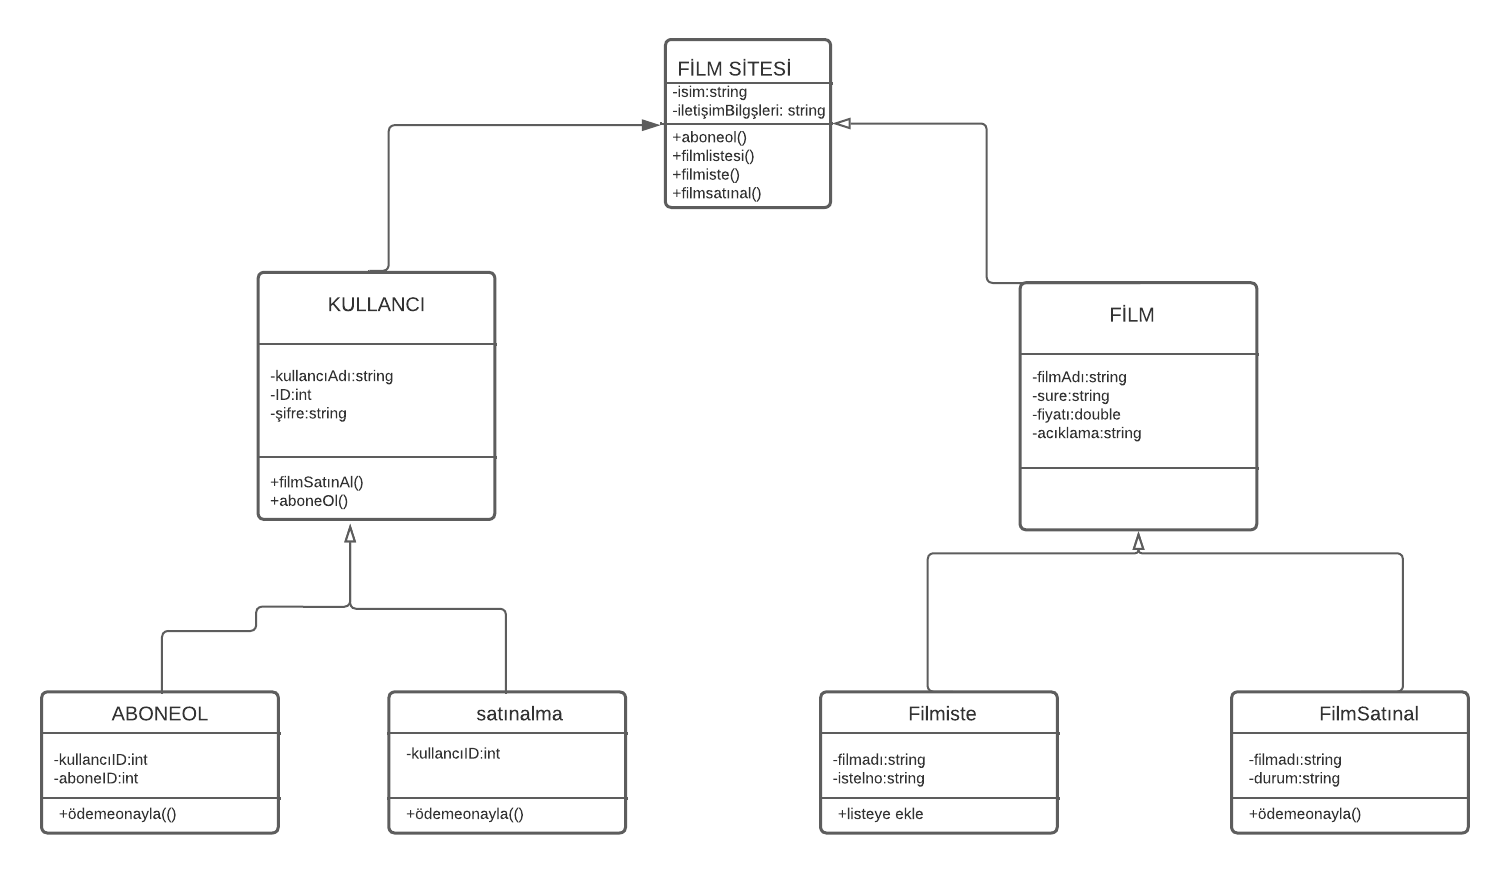 FİLM SİTESİ
-isim:string
-iletişimBilgşleri: string
+aboneol()
+filmlistesi()
+filmiste()
+filmsatınal()
KULLANCI
-kullancıAdı:string
-ID:int
-şifre:string
+filmSatınAl()
+aboneOl()
FİLM
-filmAdı:string
-sure:string
-fiyatı:double
-acıklama:string
ABONEOL
-kullancıID:int
-aboneID:int
+ödemeonayla(()
satınalma
-kullancıID:int
+ödemeonayla(()
Filmiste
-filmadı:string
-istelno:string
+listeye ekle
FilmSatınal
-filmadı:string
-durum:string
+ödemeonayla()